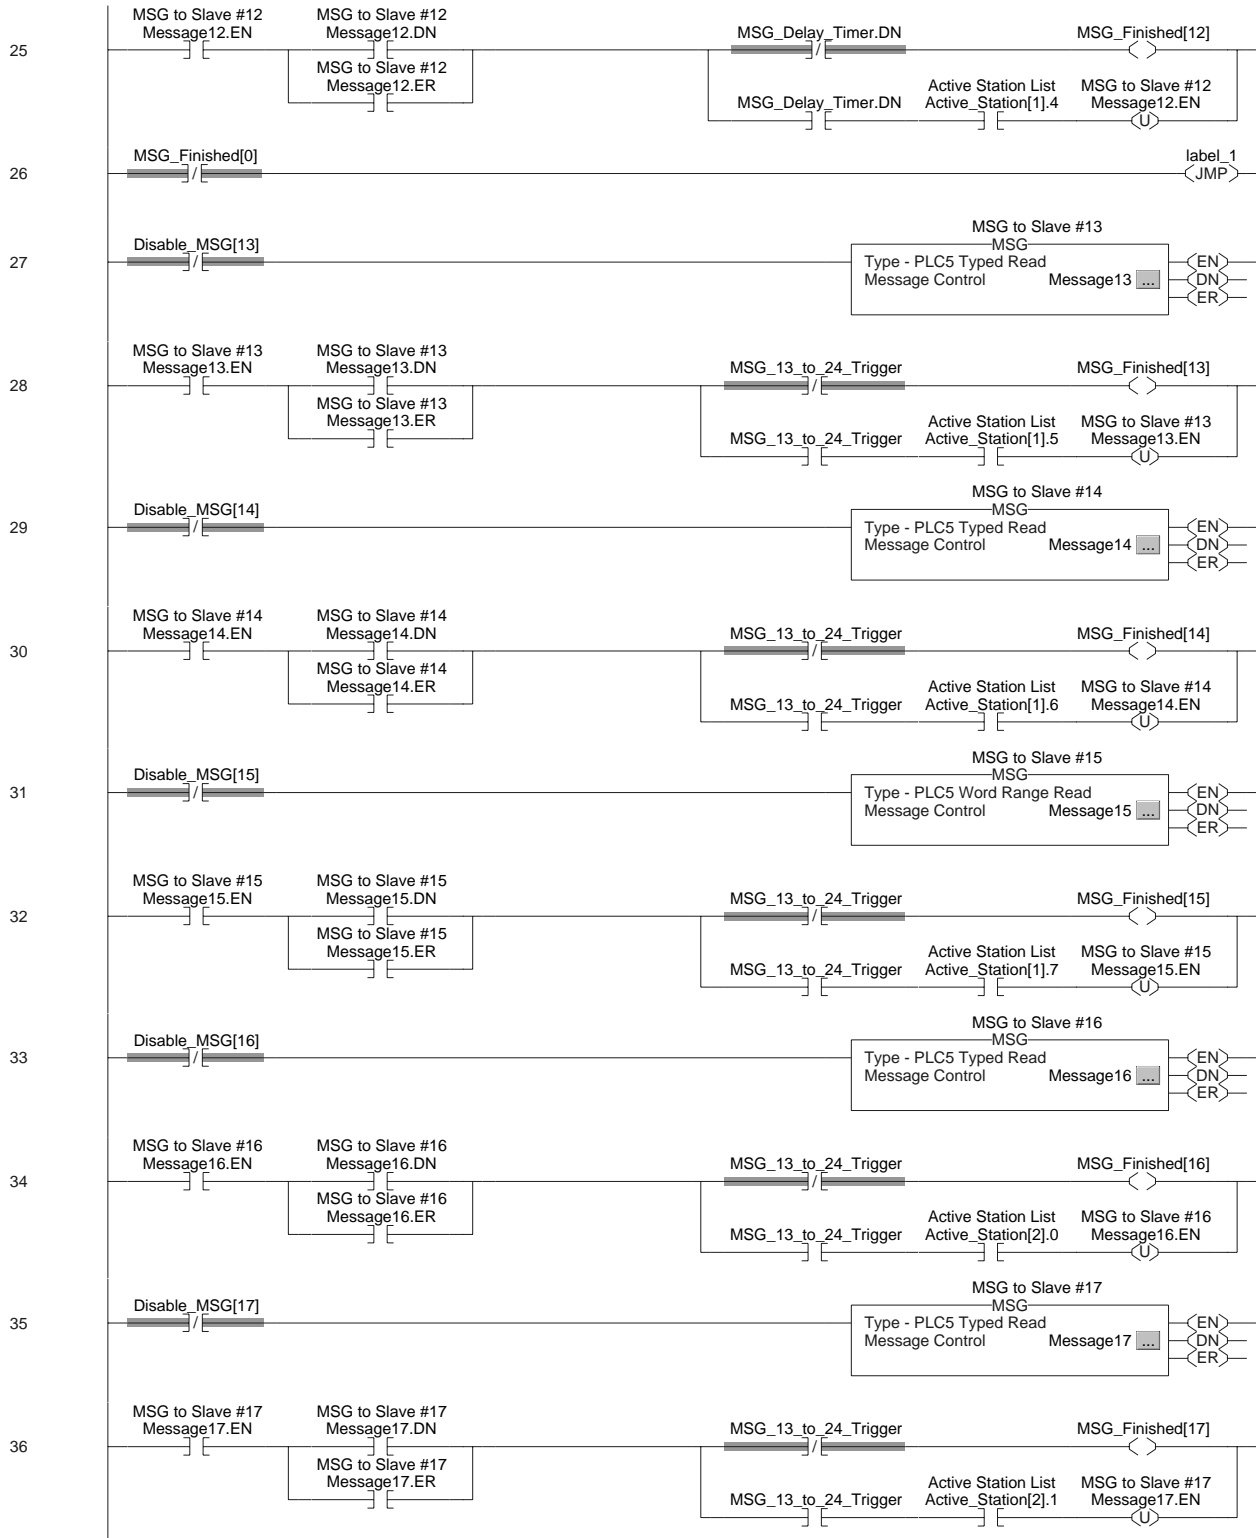 MSG to Slave #12 MSG to Slave #12
Message12.EN Message12.DN MSG_Delay_Timer.DN MSG_Finished[12]
25 /
MSG to Slave #12
Message12.ER Active Station List MSG to Slave #12
MSG_Delay_Timer.DN Active_Station[1].4 Message12.EN
U
MSG_Finished[0] label_1
26 / JMP
MSG to Slave #13
Disable_MSG[13] MSG
27 / Type - PLC5 Typed Read EN
Message Control Message13 ... DN
ER
MSG to Slave #13 MSG to Slave #13
Message13.EN Message13.DN MSG_13_to_24_Trigger MSG_Finished[13]
28 /
MSG to Slave #13
Message13.ER Active Station List MSG to Slave #13
MSG_13_to_24_Trigger Active_Station[1].5 Message13.EN
U
MSG to Slave #14
Disable_MSG[14] MSG
29 / Type - PLC5 Typed Read EN
Message Control Message14 ... DN
ER
MSG to Slave #14 MSG to Slave #14
Message14.EN Message14.DN MSG_13_to_24_Trigger MSG_Finished[14]
30 /
MSG to Slave #14
Message14.ER Active Station List MSG to Slave #14
MSG_13_to_24_Trigger Active_Station[1].6 Message14.EN
U
MSG to Slave #15
Disable_MSG[15] MSG
31 / Type - PLC5 Word Range Read EN
Message Control Message15 ... DN
ER
MSG to Slave #15 MSG to Slave #15
Message15.EN Message15.DN MSG_13_to_24_Trigger MSG_Finished[15]
32 /
MSG to Slave #15
Message15.ER Active Station List MSG to Slave #15
MSG_13_to_24_Trigger Active_Station[1].7 Message15.EN
U
MSG to Slave #16
Disable_MSG[16] MSG
33 / Type - PLC5 Typed Read EN
Message Control Message16 ... DN
ER
MSG to Slave #16 MSG to Slave #16
Message16.EN Message16.DN MSG_13_to_24_Trigger MSG_Finished[16]
34 /
MSG to Slave #16
Message16.ER Active Station List MSG to Slave #16
MSG_13_to_24_Trigger Active_Station[2].0 Message16.EN
U
MSG to Slave #17
Disable_MSG[17] MSG
35 / Type - PLC5 Typed Read EN
Message Control Message17 ... DN
ER
MSG to Slave #17 MSG to Slave #17
Message17.EN Message17.DN MSG_13_to_24_Trigger MSG_Finished[17]
36 /
MSG to Slave #17
Message17.ER Active Station List MSG to Slave #17
MSG_13_to_24_Trigger Active_Station[2].1 Message17.EN
U